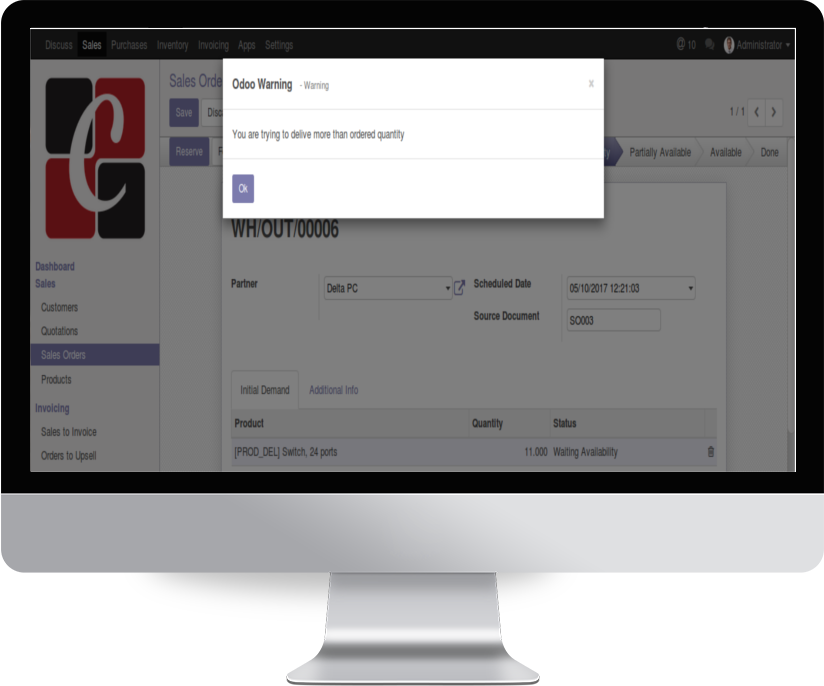 Discuss Sales Purchases Inventory Invoicing Apps Settings @ 10 Administrator
C
Sales Orde
Odoo Warning - Warning x
Save Disc
1 / 1
You are trying to delive more than ordered quantity
Reserve
Partially Available Available Done
Ok
WH/OUT/00006
Dashboard
Sales
Customers
Quotations
Sales Orders
Products
Invoicing
Sales to Invoice
Orders to Upsell
Partner Delta PC Scheduled Date 05/10/2017 12:21:03
Source Document SO003
Initial Demand Additional Info
Product Quantity Status
[PROD_DEL] Switch, 24 ports 11.000 Waiting Availability